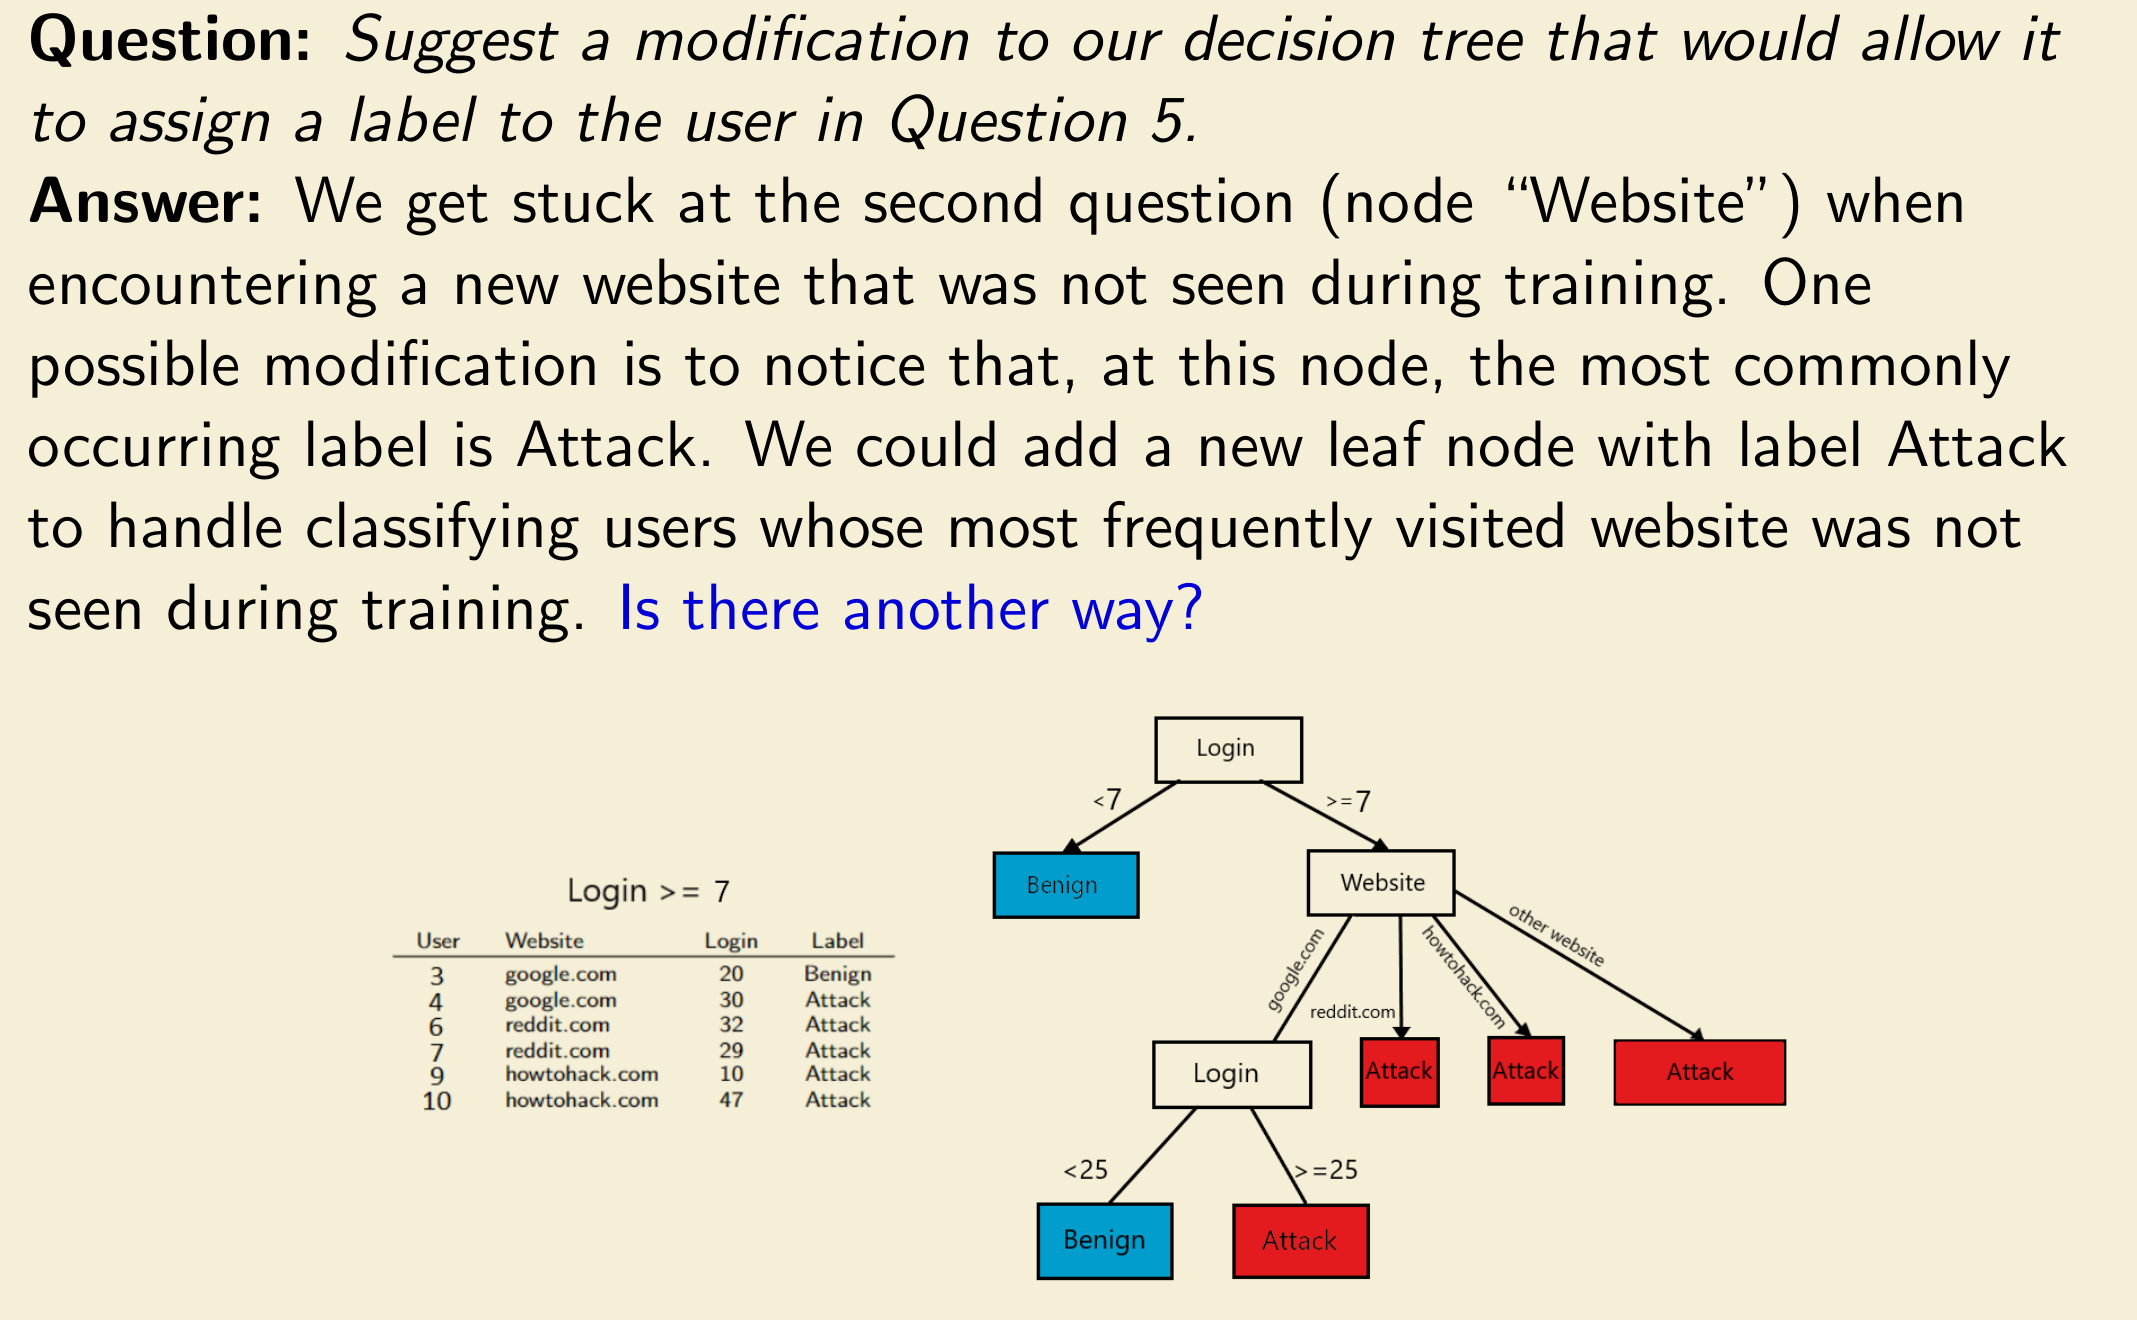 Question: Suggest a modification to our decision tree that would allow it
to assign a label to the user in Question 5.
Answer: We get stuck at the second question (node “Website”) when
encountering a new website that was not seen during training. One
possible modification is to notice that, at this node, the most commonly
occurring label is Attack. We could add a new leaf node with label Attack
to handle classifying users whose most frequently visited website was not
seen during training. Is there another way?
Login >= 7
User Website Login Label
3 google.com 20 Benign
4 google.com 30 Attack
6 reddit.com 32 Attack
7 reddit.com 29 Attack
9 howtohack.com 10 Attack
10 howtohack.com 47 Attack
Login
<7
>=7
Benign
Website
google.com
reddit.com
howtohack.com
other website
Login
Attack
Attack
Attack
<25
>=25
Benign
Attack